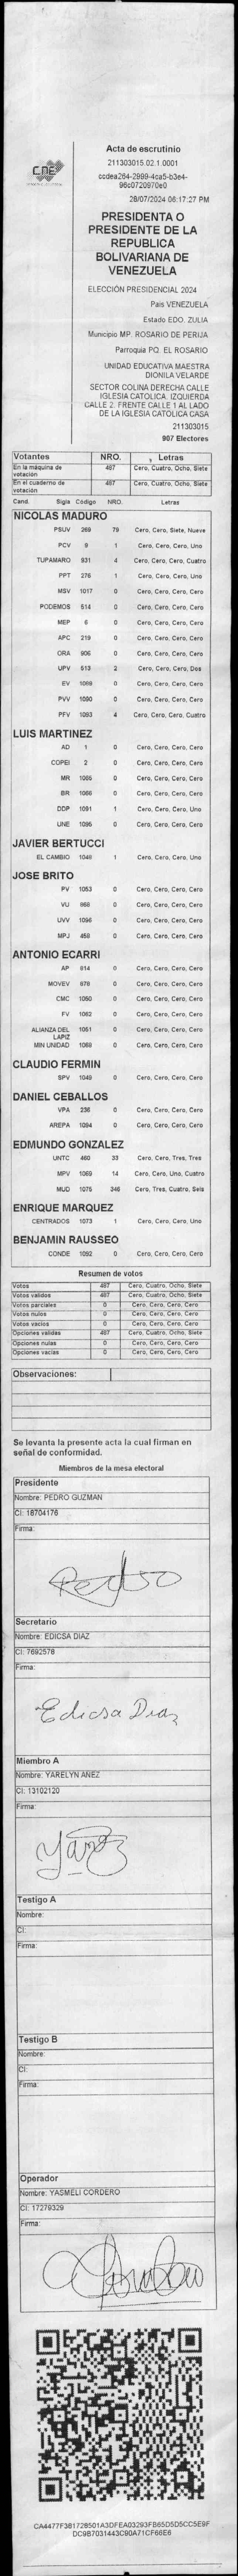 CNE
Acta de escrutinio
211303015.02.1.0001
ccdea264-2999-4ca5-b3e4-
96c0720970e0
28/07/2024 06:17:27 PM
PRESIDENTA O
PRESIDENTE DE LA
REPUBLICA
BOLIVARIANA DE
VENEZUELA
ELECCIÓN PRESIDENCIAL 2024
País VENEZUELA
Estado EDO. ZULIA
Municipio MP. ROSARIO DE PERIJA
Parroquia PQ. EL ROSARIO
UNIDAD EDUCATIVA MAESTRA
DIONILA VELARDE
SECTOR COLINA DERECHA CALLE
IGLESIA CATOLICA. IZQUIERDA
CALLE 2. FRENTE CALLE 1 AL LADO
DE LA IGLESIA CATÓLICA CASA
211303015
907 Electores
Votantes NRO. Letras
En la máquina de votación 487 Cero, Cuatro, Ocho, Siete
En el cuaderno de votación 487 Cero, Cuatro, Ocho, Siete
Cand. Sigla Código NRO. Letras
NICOLAS MADURO
PSUV 269 79 Cero, Cero, Siete, Nueve
PCV 9 1 Cero, Cero, Cero, Uno
TUPAMARO 931 4 Cero, Cero, Cero, Cuatro
PPT 276 1 Cero, Cero, Cero, Uno
MSV 1017 0 Cero, Cero, Cero, Cero
PODEMOS 514 0 Cero, Cero, Cero, Cero
MEP 6 0 Cero, Cero, Cero, Cero
APC 219 0 Cero, Cero, Cero, Cero
ORA 906 0 Cero, Cero, Cero, Cero
UPV 513 2 Cero, Cero, Cero, Dos
EV 1089 0 Cero, Cero, Cero, Cero
PVV 1090 0 Cero, Cero, Cero, Cero
PFV 1093 4 Cero, Cero, Cero, Cuatro
LUIS MARTINEZ
AD 1 0 Cero, Cero, Cero, Cero
COPEI 2 0 Cero, Cero, Cero, Cero
MR 1065 0 Cero, Cero, Cero, Cero
BR 1066 0 Cero, Cero, Cero, Cero
DDP 1091 1 Cero, Cero, Cero, Uno
UNE 1095 0 Cero, Cero, Cero, Cero
JAVIER BERTUCCI
EL CAMBIO 1048 1 Cero, Cero, Cero, Uno
JOSE BRITO
PV 1053 0 Cero, Cero, Cero, Cero
VU 868 0 Cero, Cero, Cero, Cero
UVV 1096 0 Cero, Cero, Cero, Cero
MPJ 458 0 Cero, Cero, Cero, Cero
ANTONIO ECARRI
AP 814 0 Cero, Cero, Cero, Cero
MOVEV 878 0 Cero, Cero, Cero, Cero
CMC 1050 0 Cero, Cero, Cero, Cero
FV 1062 0 Cero, Cero, Cero, Cero
ALIANZA DEL LAPIZ 1051 0 Cero, Cero, Cero, Cero
MIN UNIDAD 1069 0 Cero, Cero, Cero, Cero
CLAUDIO FERMIN
SPV 1049 0 Cero, Cero, Cero, Cero
DANIEL CEBALLOS
VPA 236 0 Cero, Cero, Cero, Cero
AREPA 1094 0 Cero, Cero, Cero, Cero
EDMUNDO GONZALEZ
UNTC 460 33 Cero, Cero, Tres, Tres
MPV 1069 14 Cero, Cero, Uno, Cuatro
MUD 1075 346 Cero, Tres, Cuatro, Seis
ENRIQUE MARQUEZ
CENTRADOS 1073 1 Cero, Cero, Cero, Uno
BENJAMIN RAUSSEO
CONDE 1092 0 Cero, Cero, Cero, Cero
Resumen de votos
Votos 487 Cero, Cuatro, Ocho, Siete
Votos validos 487 Cero, Cuatro, Ocho, Siete
Votos parciales 0 Cero, Cero, Cero, Cero
Votos nulos 0 Cero, Cero, Cero, Cero
Votos vacios 0 Cero, Cero, Cero, Cero
Opciones validas 487 Cero, Cuatro, Ocho, Siete
Opciones nulas 0 Cero, Cero, Cero, Cero
Opciones vacias 0 Cero, Cero, Cero, Cero
Observaciones:
Se levanta la presente acta la cual firman en
señal de conformidad.
Miembros de la mesa electoral
Presidente
Nombre: PEDRO GUZMAN
CI: 18704176
Firma:
Pedro
Secretario
Nombre: EDICSA DIAZ
CI: 7692578
Firma:
Edicsa Diaz
Miembro A
Nombre: YARELYN AÑEZ
CI: 13102120
Firma:
Testigo A
Nombre:
CI:
Firma:
Testigo B
Nombre:
CI:
Firma:
Operador
Nombre: YASMELI CORDERO
CI: 17279329
Firma:
CA4477F381728501A3DFEA03293FB65D5D5CC5E9F
DC9B7031443C90A71CF66E6